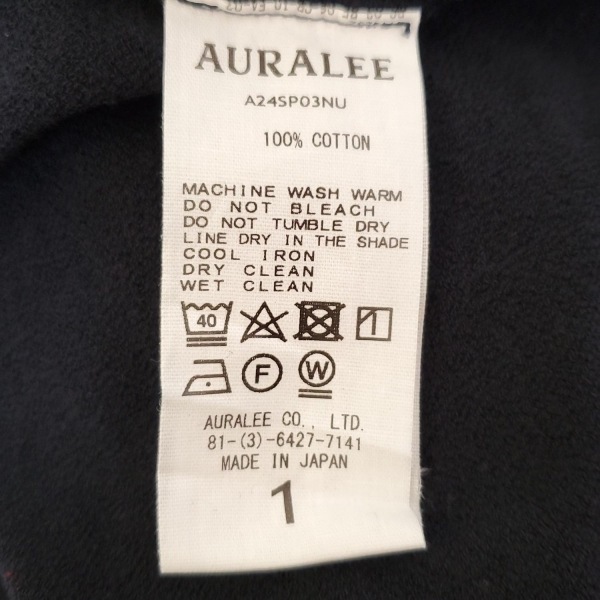 AURALEE
A24SP03NU
100% COTTON
MACHINE WASH WARM
DO NOT BLEACH
DO NOT TUMBLE DRY
LINE DRY IN THE SHADE
COOL IRON
DRY CLEAN
WET CLEAN
40
F
W
AURALEE CO., LTD.
81-(3)-6427-7141
MADE IN JAPAN
1